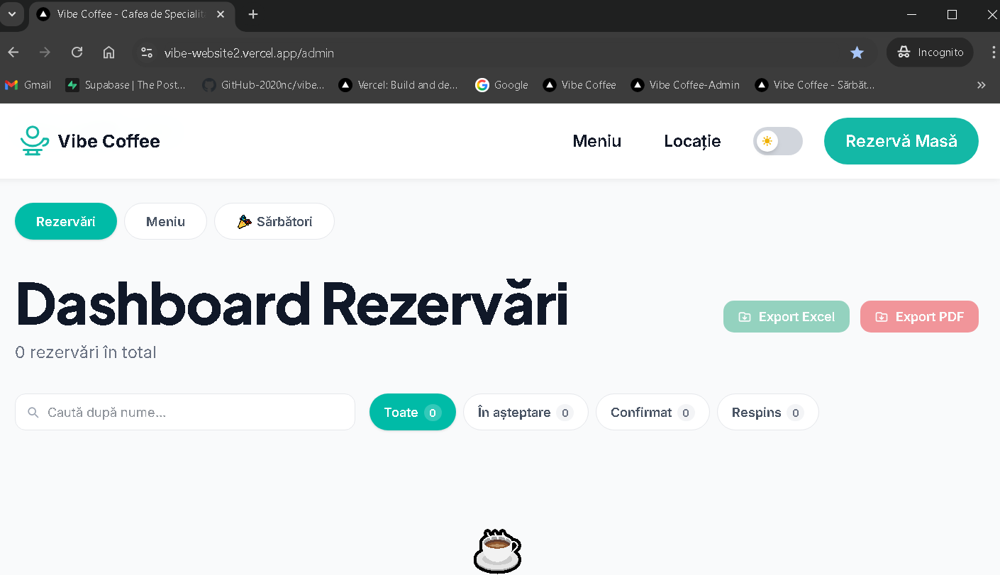 Vibe Coffee - Cafea de Specialit
vibe-website2.vercel.app/admin
Incognito
Gmail
Supabase | The Post...
GitHub-2020nc/vibe...
Vercel: Build and de...
Google
Vibe Coffee
Vibe Coffee-Admin
Vibe Coffee - Sărbăt...
Vibe Coffee
Meniu
Locație
Rezervă Masă
Rezervări
Meniu
Sărbători
Dashboard Rezervări
Export Excel
Export PDF
0 rezervări în total
Caută după nume...
Toate 0
În așteptare 0
Confirmat 0
Respins 0